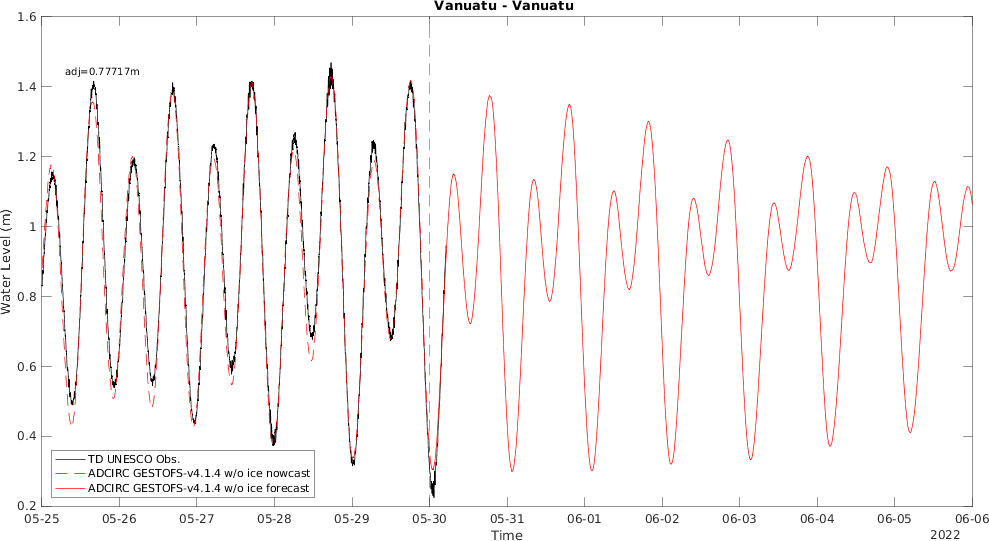 Vanuatu - Vanuatu
adj=0.77717m
Water Level (m)
1.6
1.4
1.2
1
0.8
0.6
0.4
0.2
TD UNESCO Obs.
ADCIRC GESTOFS-v4.1.4 w/o ice nowcast
ADCIRC GESTOFS-v4.1.4 w/o ice forecast
05-25 05-26 05-27 05-28 05-29 05-30 05-31 06-01 06-02 06-03 06-04 06-05 06-06
Time
2022